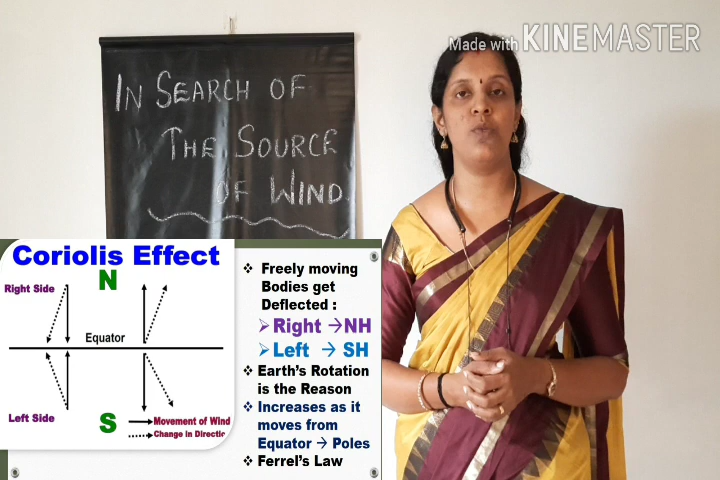 Made with KINEMASTER
IN SEARCH OF
THE SOURCE
OF WIND
Coriolis Effect
Right Side
N
Equator
Left Side
S
Movement of Wind
Change in Directio
❖ Freely moving
Bodies get
Deflected :
➢ Right → NH
➢ Left → SH
❖ Earth's Rotation
is the Reason
❖ Increases as it
moves from
Equator → Poles
❖ Ferrel's Law